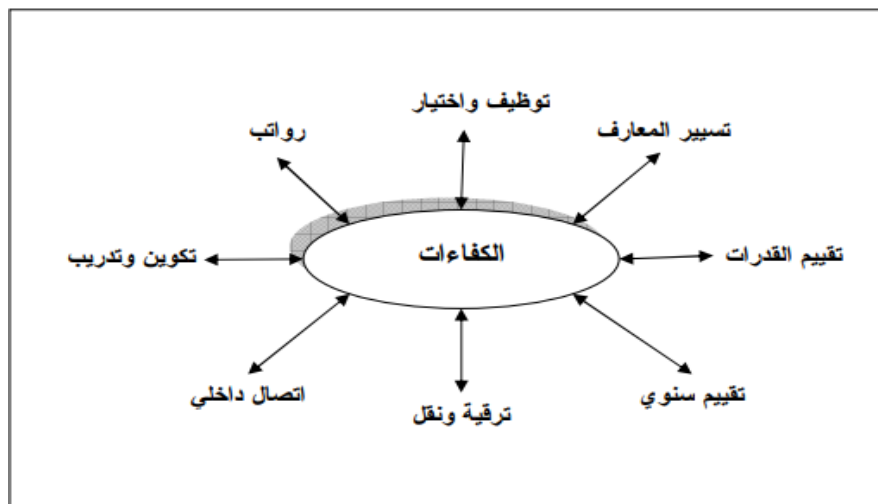 توظيف واختيار
تسيير المعارف
رواتب
الكفاءات
تقييم القدرات
تكوين وتدريب
تقييم سنوي
اتصال داخلي
ترقية ونقل